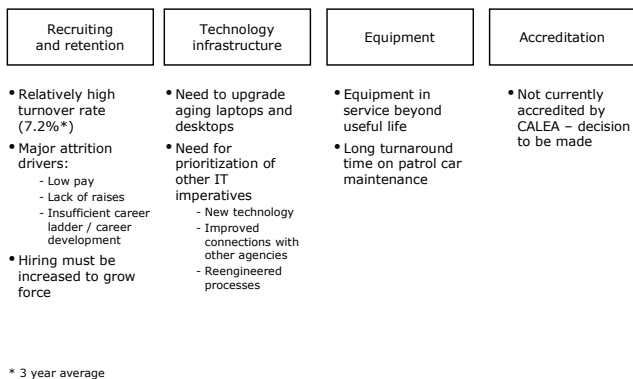 Recruiting
and retention
Technology
infrastructure
Equipment
Accreditation
• Relatively high
turnover rate
(7.2%*)
• Major attrition
drivers:
- Low pay
- Lack of raises
- Insufficient career
ladder / career
development
• Hiring must be
increased to grow
force
• Need to upgrade
aging laptops and
desktops
• Need for
prioritization of
other IT
imperatives
- New technology
- Improved
connections with
other agencies
- Reengineered
processes
• Equipment in
service beyond
useful life
• Long turnaround
time on patrol car
maintenance
• Not currently
accredited by
CALEA – decision
to be made
* 3 year average